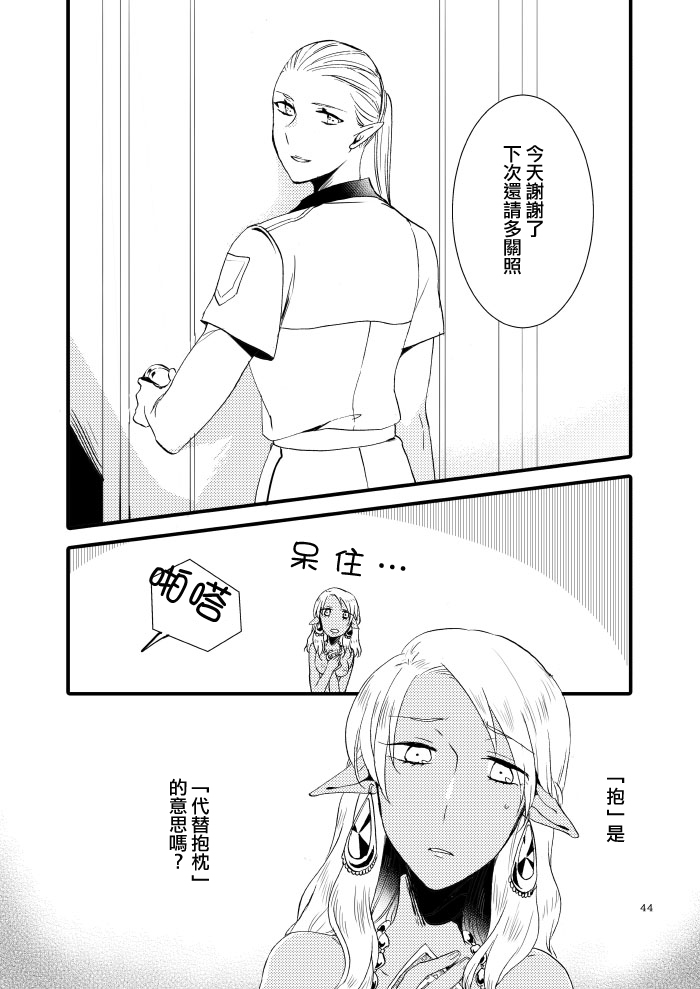 今天謝謝了
下次還請多關照
呆住…
啪嗒
「抱」是
「代替抱枕」
的意思嗎？
44